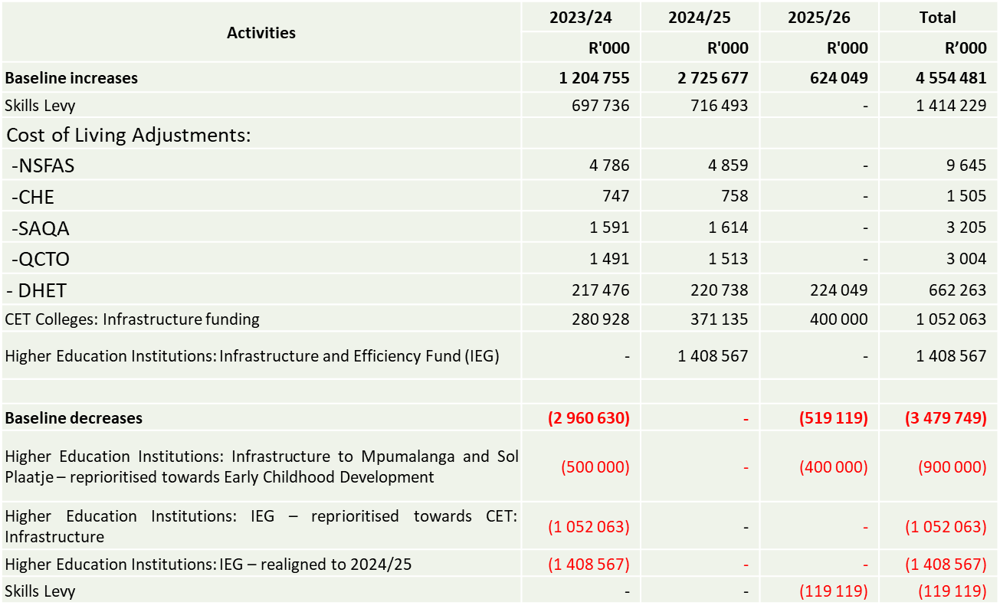 Activities 2023/24 2024/25 2025/26 Total
R'000 R'000 R'000 R’000
Baseline increases 1 204 755 2 725 677 624 049 4 554 481
Skills Levy 697 736 716 493 - 1 414 229
Cost of Living Adjustments:
-NSFAS 4 786 4 859 - 9 645
-CHE 747 758 - 1 505
-SAQA 1 591 1 614 - 3 205
-QCTO 1 491 1 513 - 3 004
- DHET 217 476 220 738 224 049 662 263
CET Colleges: Infrastructure funding 280 928 371 135 400 000 1 052 063
Higher Education Institutions: Infrastructure and Efficiency Fund (IEG) - 1 408 567 - 1 408 567
Baseline decreases (2 960 630) - (519 119) (3 479 749)
Higher Education Institutions: Infrastructure to Mpumalanga and Sol
Plaatje – reprioritised towards Early Childhood Development (500 000) - (400 000) (900 000)
Higher Education Institutions: IEG – reprioritised towards CET:
Infrastructure (1 052 063) - - (1 052 063)
Higher Education Institutions: IEG – realigned to 2024/25 (1 408 567) - - (1 408 567)
Skills Levy - - (119 119) (119 119)